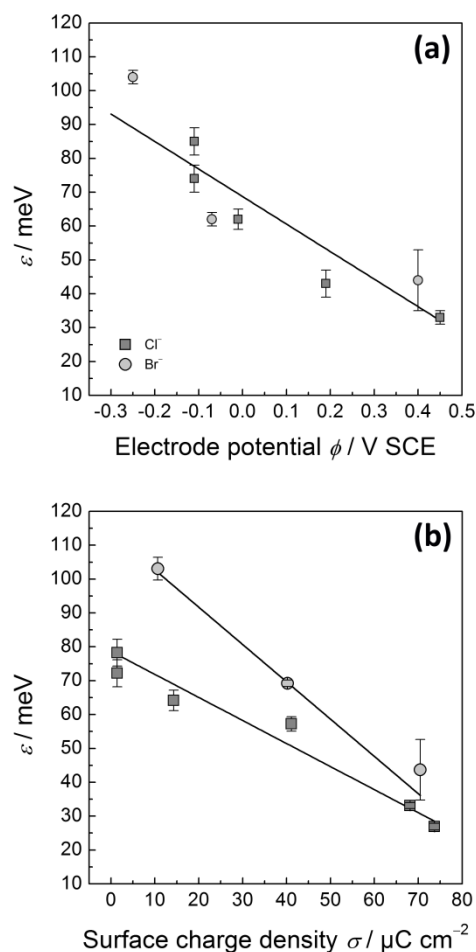 (a)
120
110
100
90
80
70
60
50
40
30
20
10
ε / meV
Cl⁻
Br⁻
-0.3 -0.2 -0.1 0.0 0.1 0.2 0.3 0.4 0.5
Electrode potential ϕ / V SCE
(b)
120
110
100
90
80
70
60
50
40
30
20
10
ε / meV
0 10 20 30 40 50 60 70 80
Surface charge density σ / µC cm⁻²